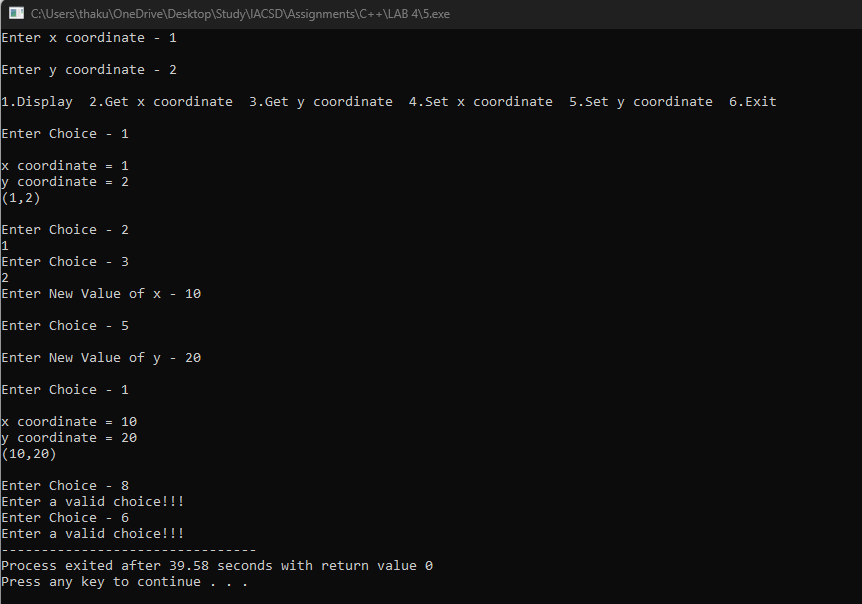 C:\Users\thaku\OneDrive\Desktop\Study\IACSD\Assignments\C++\LAB 4\5.exe
Enter x coordinate - 1
Enter y coordinate - 2
1.Display  2.Get x coordinate  3.Get y coordinate  4.Set x coordinate  5.Set y coordinate  6.Exit
Enter Choice - 1
x coordinate = 1
y coordinate = 2
(1,2)
Enter Choice - 2
1
Enter Choice - 3
2
Enter New Value of x - 10
Enter Choice - 5
Enter New Value of y - 20
Enter Choice - 1
x coordinate = 10
y coordinate = 20
(10,20)
Enter Choice - 8
Enter a valid choice!!!
Enter Choice - 6
Enter a valid choice!!!
--------------------------------
Process exited after 39.58 seconds with return value 0
Press any key to continue . . .